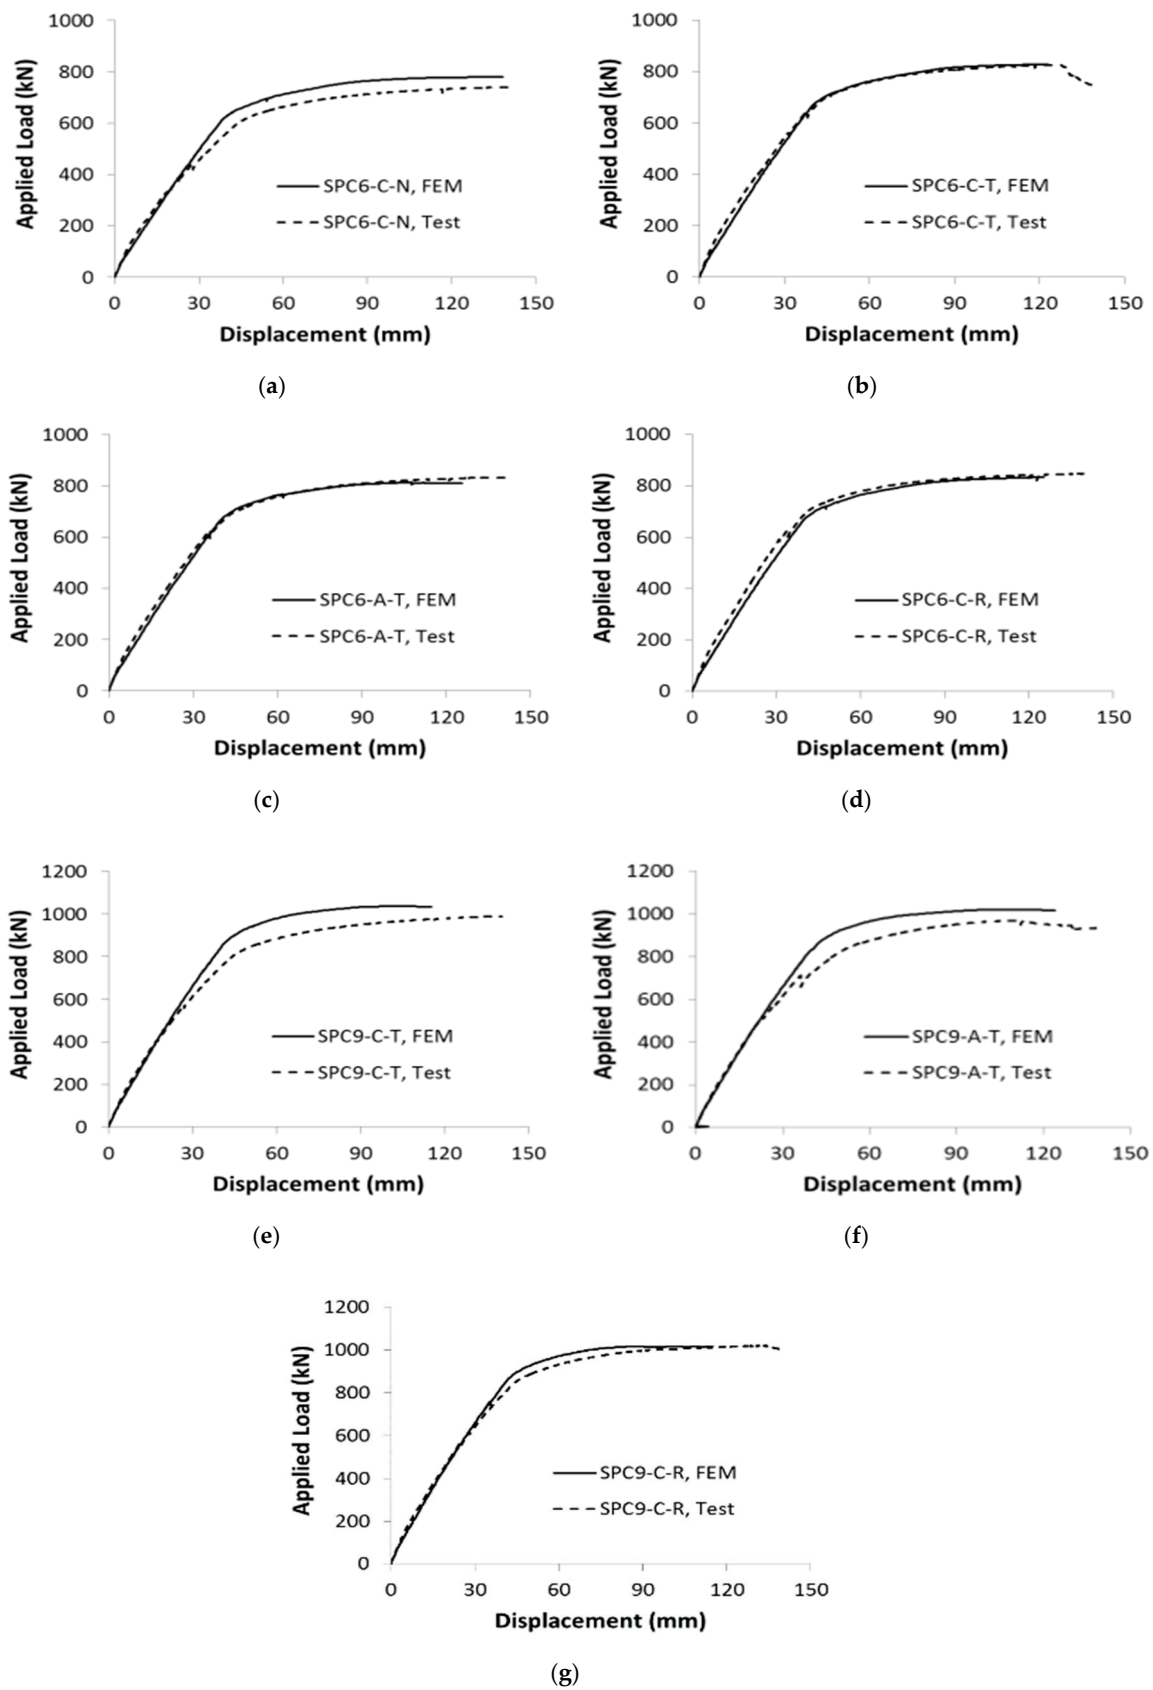 1000
800
600
400
200
0
Applied Load (kN)
SPC6-C-N, FEM
SPC6-C-N, Test
0 30 60 90 120 150
Displacement (mm)
(a)
1000
800
600
400
200
0
Applied Load (kN)
SPC6-C-T, FEM
SPC6-C-T, Test
0 30 60 90 120 150
Displacement (mm)
(b)
1000
800
600
400
200
0
Applied Load (kN)
SPC6-A-T, FEM
SPC6-A-T, Test
0 30 60 90 120 150
Displacement (mm)
(c)
1000
800
600
400
200
0
Applied Load (kN)
SPC6-C-R, FEM
SPC6-C-R, Test
0 30 60 90 120 150
Displacement (mm)
(d)
1200
1000
800
600
400
200
0
Applied Load (kN)
SPC9-C-T, FEM
SPC9-C-T, Test
0 30 60 90 120 150
Displacement (mm)
(e)
1200
1000
800
600
400
200
0
Applied Load (kN)
SPC9-A-T, FEM
SPC9-A-T, Test
0 30 60 90 120 150
Displacement (mm)
(f)
1200
1000
800
600
400
200
0
Applied Load (kN)
SPC9-C-R, FEM
SPC9-C-R, Test
0 30 60 90 120 150
Displacement (mm)
(g)